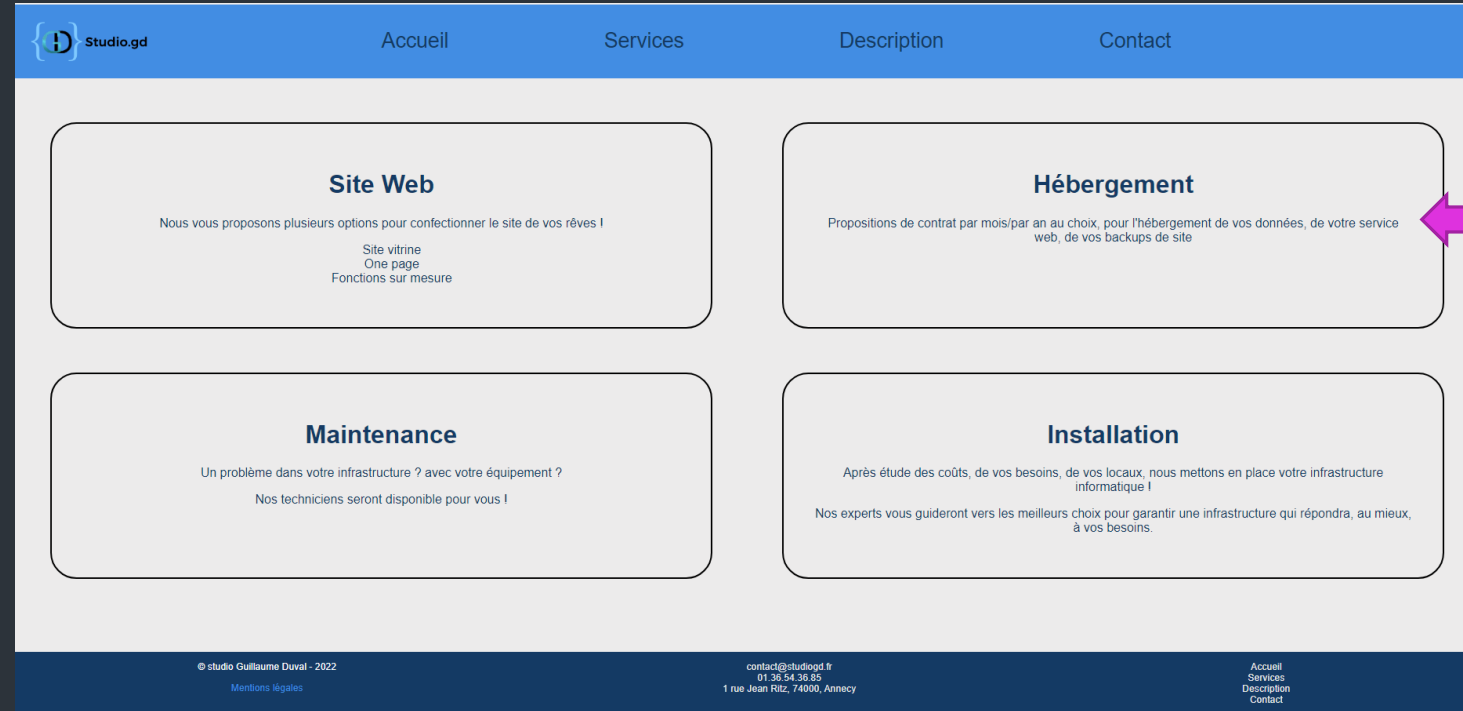 Studio.gd
Accueil
Services
Description
Contact
Site Web
Nous vous proposons plusieurs options pour confectionner le site de vos rêves !
Site vitrine
One page
Fonctions sur mesure
Hébergement
Propositions de contrat par mois/par an au choix, pour l'hébergement de vos données, de votre service
web, de vos backups de site
Maintenance
Un problème dans votre infrastructure ? avec votre équipement ?
Nos techniciens seront disponible pour vous !
Installation
Après étude des coûts, de vos besoins, de vos locaux, nous mettons en place votre infrastructure
informatique !
Nos experts vous guideront vers les meilleurs choix pour garantir une infrastructure qui répondra, au mieux,
à vos besoins.
© studio Guillaume Duval - 2022
Mentions légales
contact@studiogd.fr
01.36.54.36.85
1 rue Jean Ritz, 74000, Annecy
Accueil
Services
Description
Contact